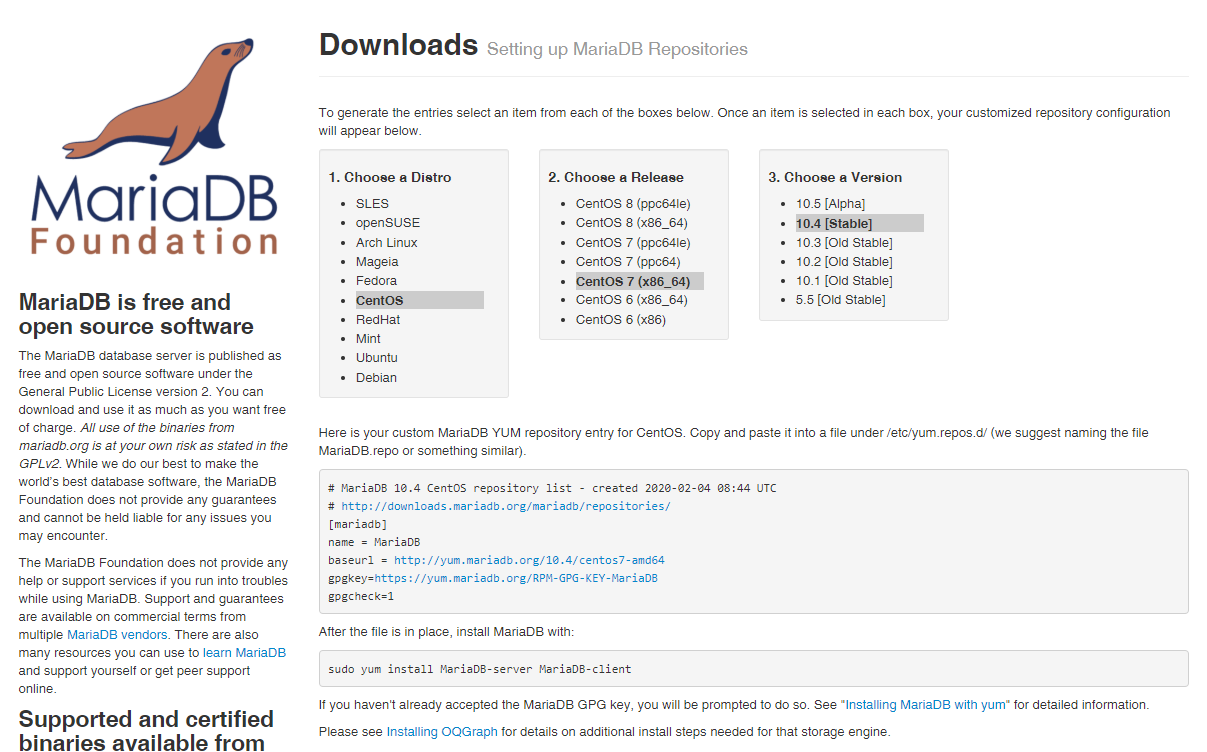 MariaDB
Foundation
MariaDB is free and
open source software
The MariaDB database server is published as
free and open source software under the
General Public License version 2. You can
download and use it as much as you want free
of charge. All use of the binaries from
mariadb.org is at your own risk as stated in the
GPLv2. While we do our best to make the
world's best database software, the MariaDB
Foundation does not provide any guarantees
and cannot be held liable for any issues you
may encounter.
The MariaDB Foundation does not provide any
help or support services if you run into troubles
while using MariaDB. Support and guarantees
are available on commercial terms from
multiple MariaDB vendors. There are also
many resources you can use to learn MariaDB
and support yourself or get peer support
online.
Supported and certified
binaries available from
Downloads Setting up MariaDB Repositories
To generate the entries select an item from each of the boxes below. Once an item is selected in each box, your customized repository configuration
will appear below.
1. Choose a Distro
• SLES
• openSUSE
• Arch Linux
• Mageia
• Fedora
• CentOS
• RedHat
• Mint
• Ubuntu
• Debian
2. Choose a Release
• CentOS 8 (ppc64le)
• CentOS 8 (x86_64)
• CentOS 7 (ppc64le)
• CentOS 7 (ppc64)
• CentOS 7 (x86_64)
• CentOS 6 (x86_64)
• CentOS 6 (x86)
3. Choose a Version
• 10.5 [Alpha]
• 10.4 [Stable]
• 10.3 [Old Stable]
• 10.2 [Old Stable]
• 10.1 [Old Stable]
• 5.5 [Old Stable]
Here is your custom MariaDB YUM repository entry for CentOS. Copy and paste it into a file under /etc/yum.repos.d/ (we suggest naming the file
MariaDB.repo or something similar).
# MariaDB 10.4 CentOS repository list - created 2020-02-04 08:44 UTC
# http://downloads.mariadb.org/mariadb/repositories/
[mariadb]
name = MariaDB
baseurl = http://yum.mariadb.org/10.4/centos7-amd64
gpgkey=https://yum.mariadb.org/RPM-GPG-KEY-MariaDB
gpgcheck=1
After the file is in place, install MariaDB with:
sudo yum install MariaDB-server MariaDB-client
If you haven't already accepted the MariaDB GPG key, you will be prompted to do so. See "Installing MariaDB with yum" for detailed information.
Please see Installing OQGraph for details on additional install steps needed for that storage engine.